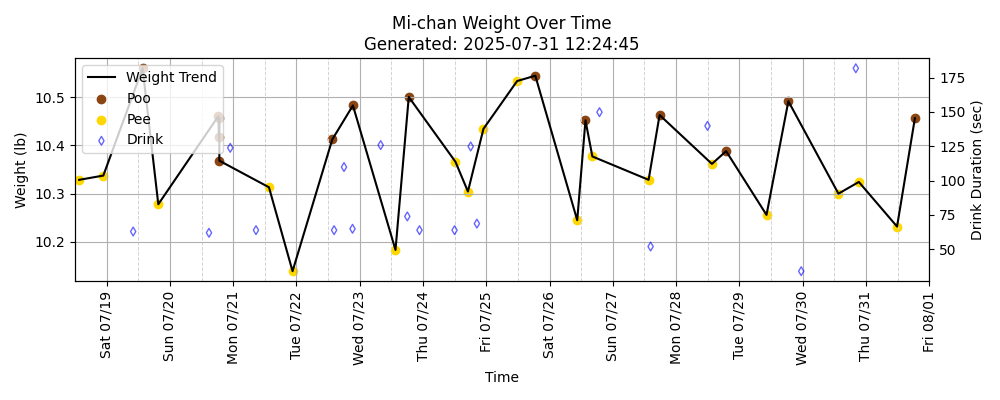 Mi-chan Weight Over Time
Generated: 2025-07-31 12:24:45
Weight (lb)
10.5
10.4
10.3
10.2
Weight Trend
Poo
Pee
Drink
175
150
125
100
75
50
Drink Duration (sec)
Sat 07/19
Sun 07/20
Mon 07/21
Tue 07/22
Wed 07/23
Thu 07/24
Fri 07/25
Sat 07/26
Sun 07/27
Mon 07/28
Tue 07/29
Wed 07/30
Thu 07/31
Fri 08/01
Time